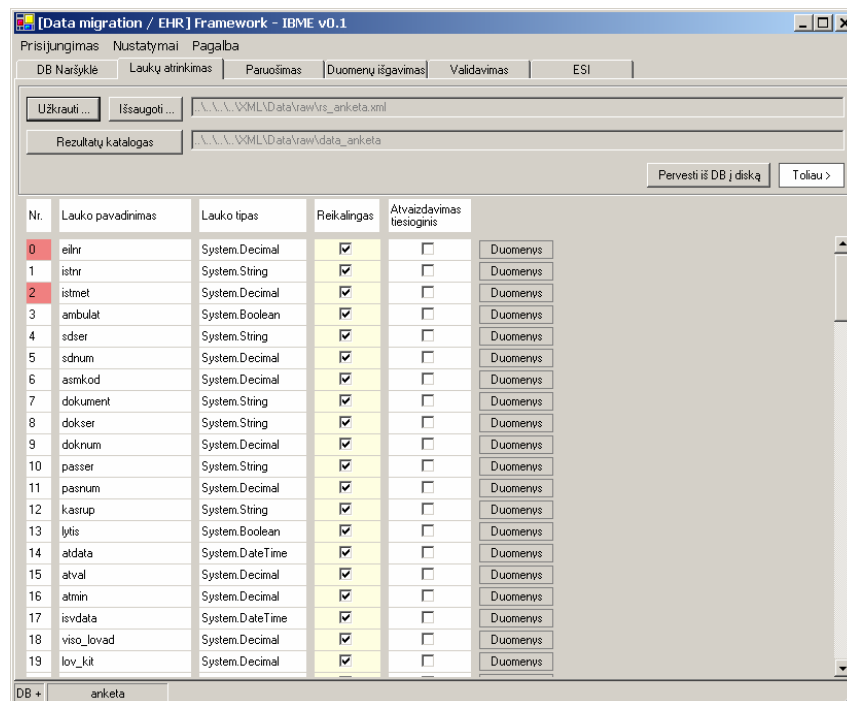 [Data migration / EHR] Framework - IBME v0.1
Prisijungimas Nustatymai Pagalba
DB Naršyklė Laukų atrinkimas Paruošimas Duomenų išgavimas Validavimas ESI
Užkrauti ... Išsaugoti ... ..\..\..\..\XML\Data\raw\rs_anketa.xml
Rezultatų katalogas ..\..\..\..\XML\Data\raw\data_anketa
Pervesti iš DB į diską Toliau >
Nr. Lauko pavadinimas Lauko tipas Reikalingas Atvaizdavimas
tiesioginis
0 eilnr System.Decimal Duomenys
1 istnr System.String Duomenys
2 istmet System.Decimal Duomenys
3 ambulat System.Boolean Duomenys
4 sdser System.String Duomenys
5 sdnum System.Decimal Duomenys
6 asmkod System.Decimal Duomenys
7 dokument System.String Duomenys
8 dokser System.String Duomenys
9 doknum System.Decimal Duomenys
10 passer System.String Duomenys
11 pasnum System.Decimal Duomenys
12 kasrup System.String Duomenys
13 lytis System.Boolean Duomenys
14 atdata System.DateTime Duomenys
15 atval System.Decimal Duomenys
16 atmin System.Decimal Duomenys
17 isvdata System.DateTime Duomenys
18 viso_lovad System.Decimal Duomenys
19 lov_kit System.Decimal Duomenys
DB + anketa